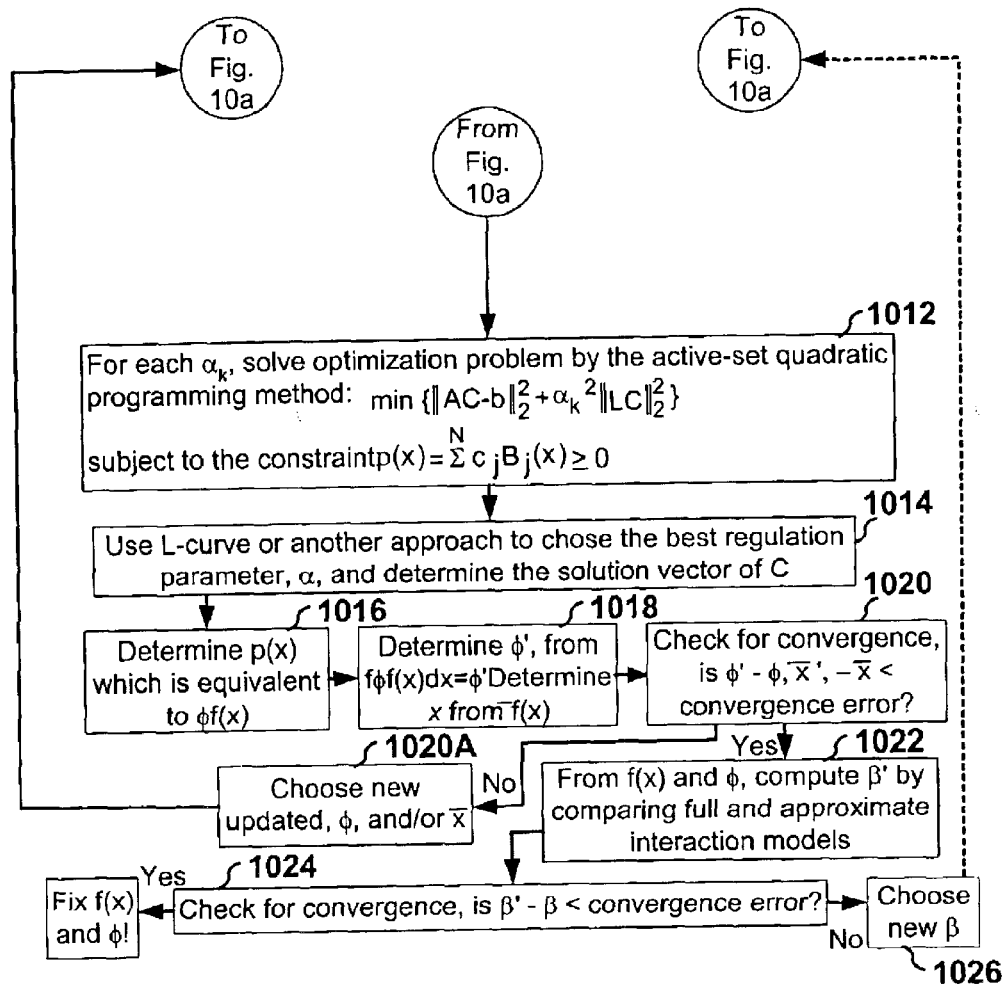 To
Fig.
10a
To
Fig.
10a
From
Fig.
10a
1012
For each αₖ, solve optimization problem by the active-set quadratic
programming method: min {‖AC-b‖₂² + αₖ² ‖LC‖₂²}
N
subject to the constraintp(x) = Σ c j B j (x) ≥ 0
1014
Use L-curve or another approach to chose the best regulation
parameter, α, and determine the solution vector of C
1016
Determine p(x)
which is equivalent
to ϕf(x)
1018
Determine ϕ', from
fϕf(x)dx=ϕ'Determine
x from f̅(x)
1020
Check for convergence,
is ϕ' - ϕ, x̅ ', -x̅ <
convergence error?
1020A
Choose new
updated, ϕ, and/or x̅
No
Yes
1022
From f(x) and ϕ, compute β' by
comparing full and approximate
interaction models
1024
Yes
Fix f(x)
and ϕ!
Check for convergence, is β' - β < convergence error?
No
Choose
new β
1026